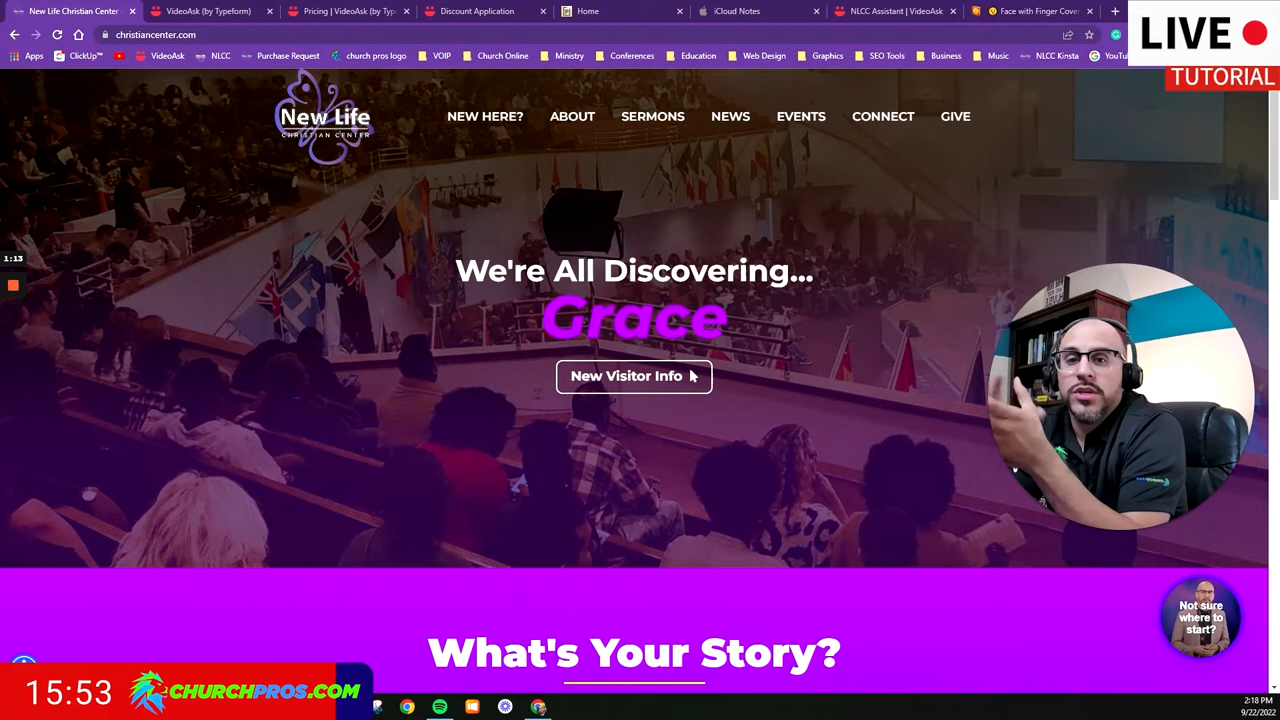 New Life Christian Center
VideoAsk (by Typeform)
Pricing | VideoAsk (by Typ
Discount Application
Home
iCloud Notes
NLCC Assistant | VideoAsk
Face with Finger Cove
LIVE
TUTORIAL
christiancenter.com
Apps
ClickUp™
VideoAsk
NLCC
Purchase Request
church pros logo
VOIP
Church Online
Ministry
Conferences
Education
Web Design
Graphics
SEO Tools
Business
Music
NLCC Kinsta
YouTu
New Life
CHRISTIAN CENTER
NEW HERE?
ABOUT
SERMONS
NEWS
EVENTS
CONNECT
GIVE
1:13
We're All Discovering...
Grace
New Visitor Info
Not sure
where to
start?
What's Your Story?
15:53
CHURCHPROS.COM
2:18 PM
9/22/2022